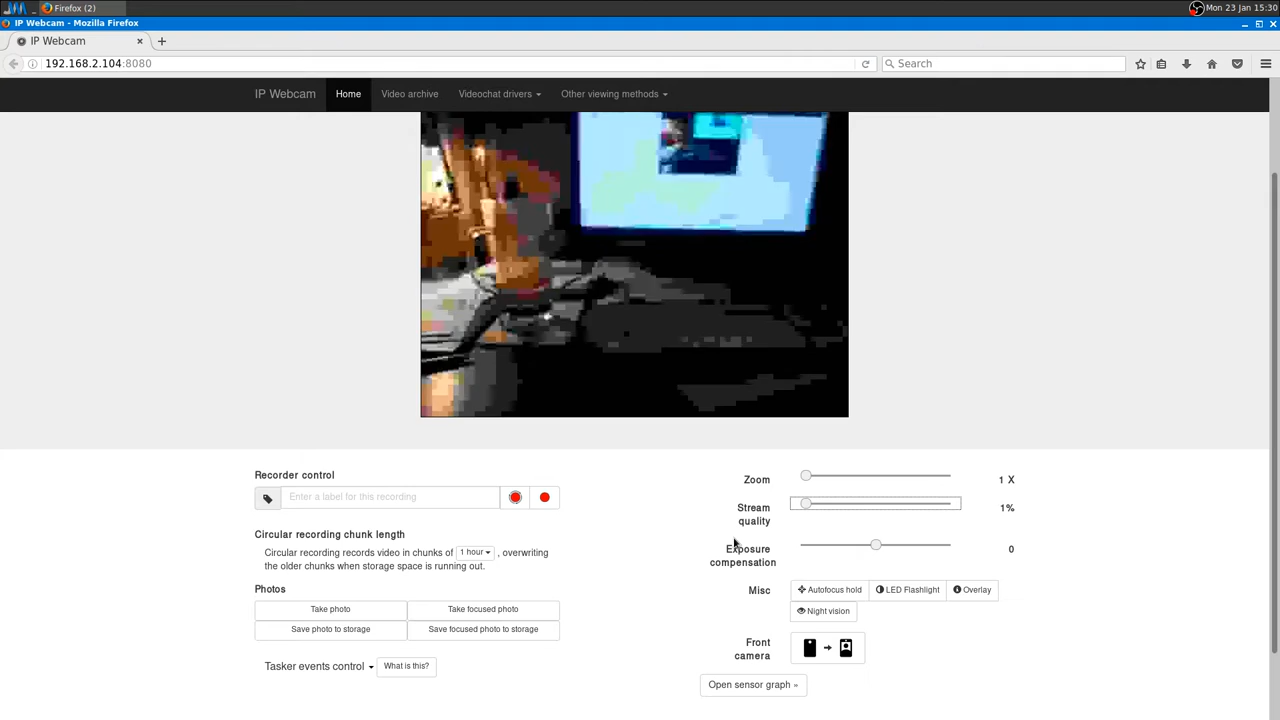 Firefox (2)
Mon 23 Jan 15:30
IP Webcam - Mozilla Firefox
IP Webcam
192.168.2.104:8080
Search
IP Webcam
Home
Video archive
Videochat drivers
Other viewing methods
Recorder control
Enter a label for this recording
Circular recording chunk length
Circular recording records video in chunks of 1 hour , overwriting
the older chunks when storage space is running out.
Photos
Take photo
Take focused photo
Save photo to storage
Save focused photo to storage
Tasker events control
What is this?
Zoom
1 X
Stream
quality
1%
Exposure
compensation
0
Misc
Autofocus hold
LED Flashlight
Overlay
Night vision
Front
camera
Open sensor graph »